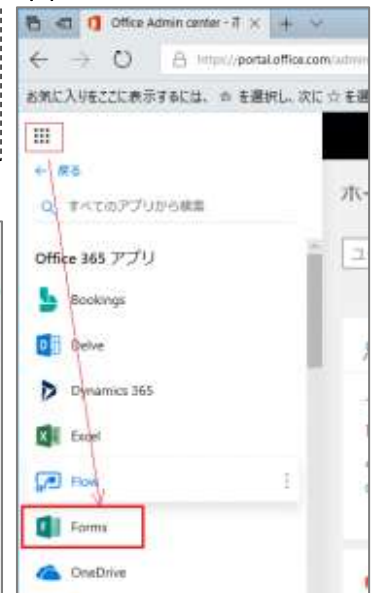 Office Admin center - ホ
https://portal.office.com/admin
お気に入りをここに表示するには、☆ を選択し、次に ☆ を選
← 戻る
すべてのアプリから検索
ホー
Office 365 アプリ
ユー
Bookings
Delve
Dynamics 365
Excel
Flow
Forms
OneDrive